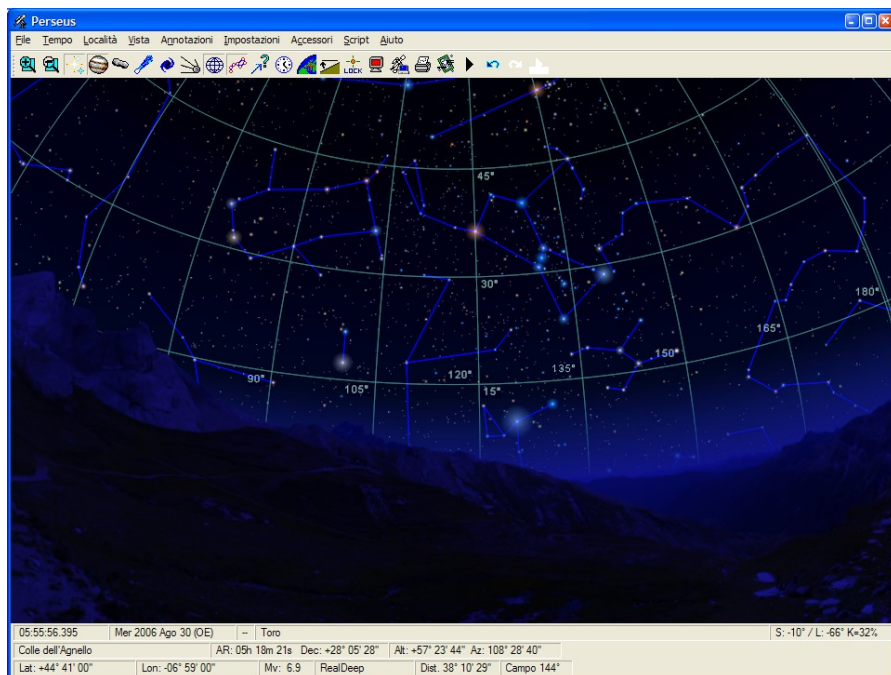 Perseus
File Tempo Località Vista Annotazioni Impostazioni Accessori Script Aiuto
LOCK
45°
30°
180°
165°
150°
135°
120°
15°
105°
90°
05:55:56.395 Mer 2006 Ago 30 (OE) -- Toro S: -10° / L: -66° K=32%
Colle dell'Agnello AR: 05h 18m 21s Dec: +28° 05' 28" Alt: +57° 23' 44" Az: 108° 28' 40"
Lat: +44° 41' 00" Lon: -06° 59' 00" Mv: 6.9 RealDeep Dist. 38° 10' 29" Campo 144°